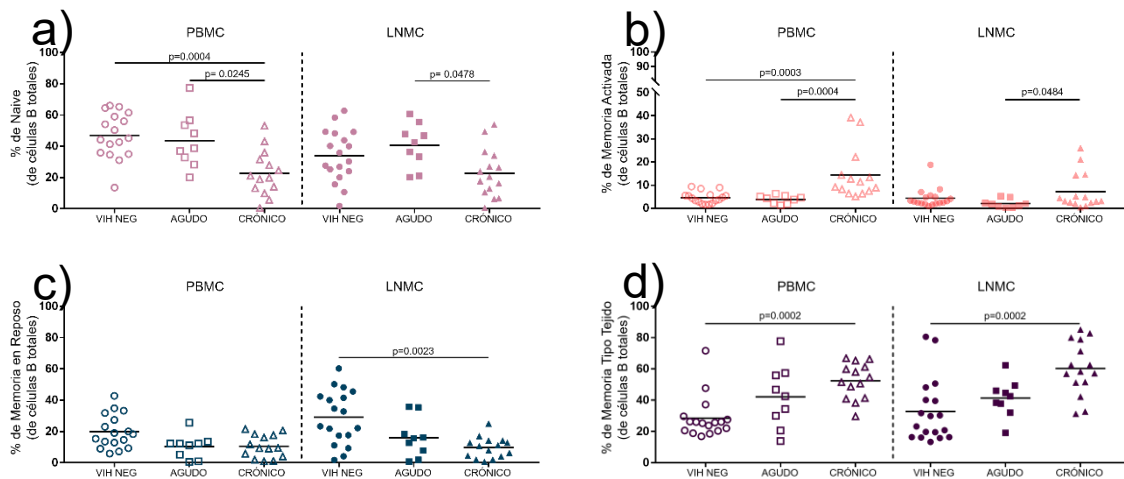 a)
PBMC
LNMC
p=0.0004
p= 0.0245
p=0.0478
% de Naive
(de células B totales)
100
80
60
40
20
0
VIH NEG
AGUDO
CRÓNICO
VIH NEG
AGUDO
CRÓNICO
b)
PBMC
LNMC
p=0.0003
p=0.0004
p=0.0484
% de Memoria Activada
(de células B totales)
100
90
50
40
30
20
10
0
VIH NEG
AGUDO
CRÓNICO
VIH NEG
AGUDO
CRÓNICO
c)
PBMC
LNMC
p=0.0023
% de Memoria en Reposo
(de células B totales)
100
80
60
40
20
0
VIH NEG
AGUDO
CRÓNICO
VIH NEG
AGUDO
CRÓNICO
d)
PBMC
LNMC
p=0.0002
p=0.0002
% de Memoria Tipo Tejido
(de células B totales)
100
80
60
40
20
0
VIH NEG
AGUDO
CRÓNICO
VIH NEG
AGUDO
CRÓNICO